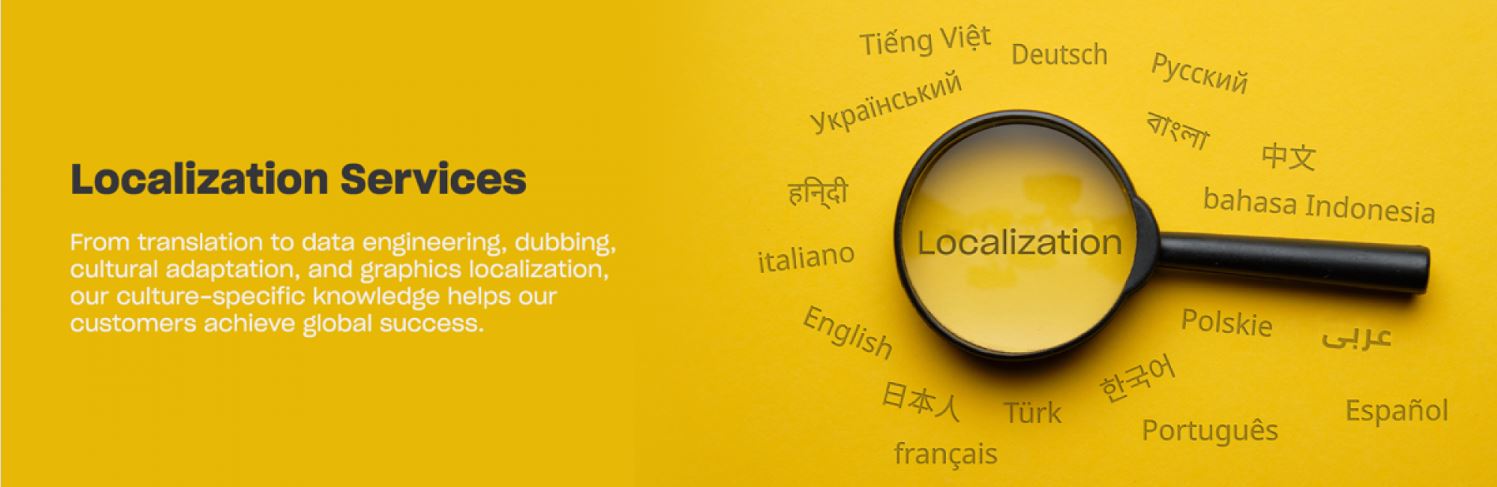 Localization Services
From translation to data engineering, dubbing,
cultural adaptation, and graphics localization,
our culture-specific knowledge helps our
customers achieve global success.
Tiếng Việt
Deutsch
Русский
Український
বাংলা
中文
हिन्दी
bahasa Indonesia
Localization
italiano
English
Polskie
عربى
日本人
한국어
Türk
Español
Português
français